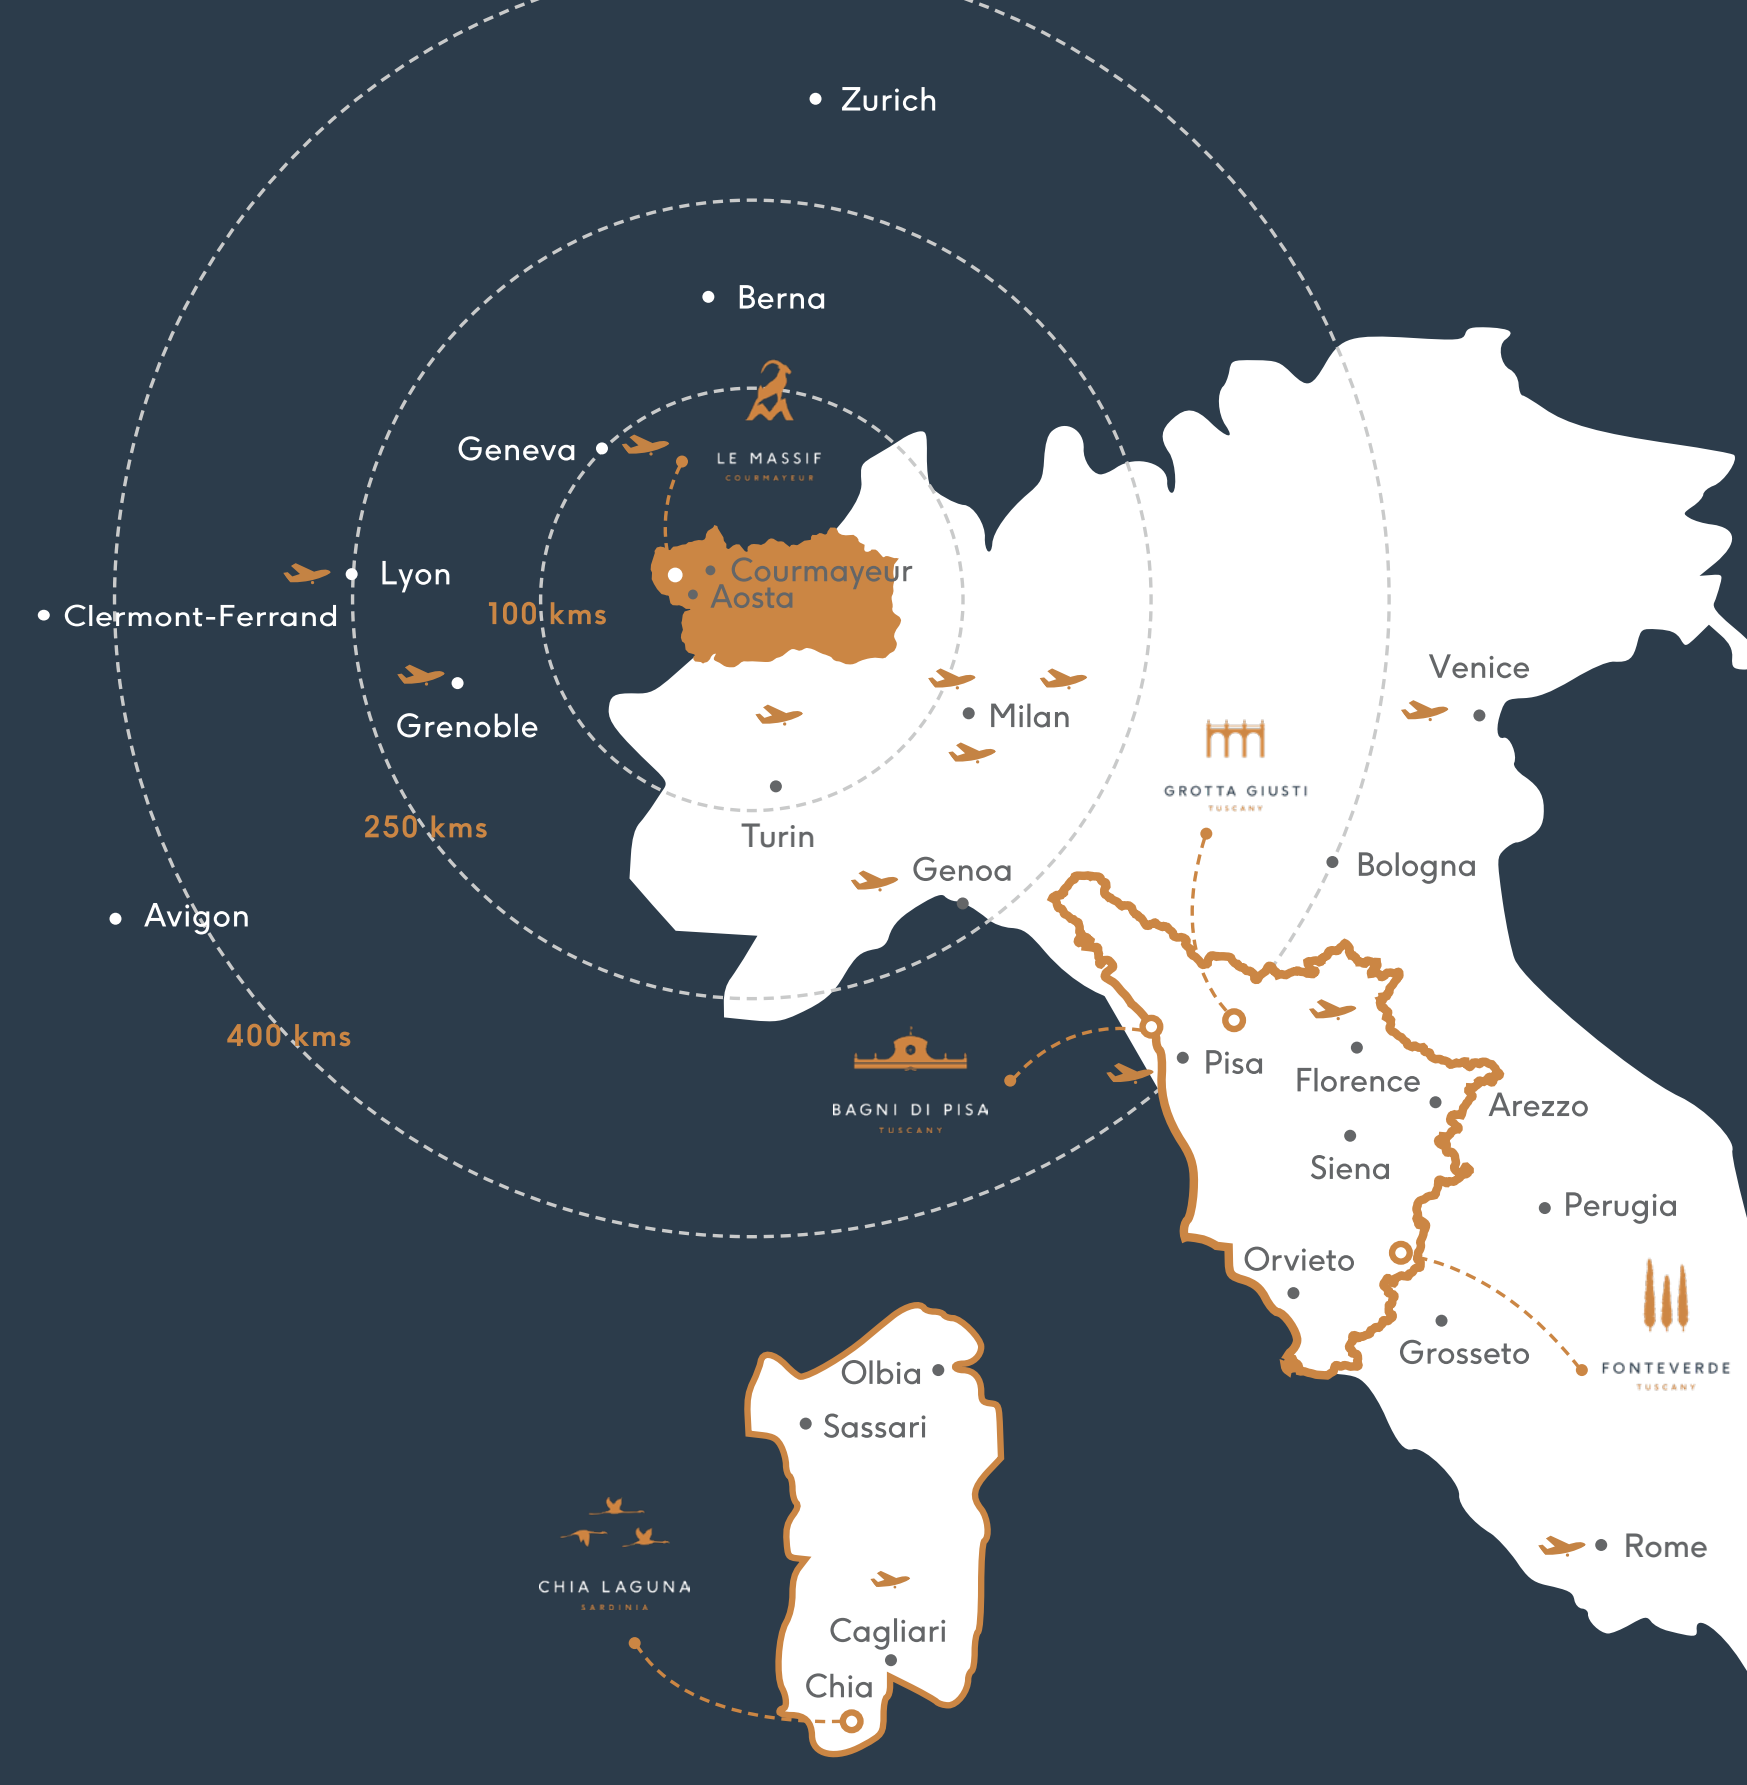 Zurich
Berna
Geneva
LE MASSIF
COURMAYEUR
Lyon
Courmayeur
Aosta
Clermont-Ferrand
100 kms
Venice
Grenoble
Milan
GROTTA GIUSTI
TUSCANY
250 kms
Turin
Genoa
Bologna
Avigon
400 kms
Pisa
Florence
BAGNI DI PISA
TUSCANY
Arezzo
Siena
Perugia
Orvieto
Grosseto
FONTEVERDE
TUSCANY
Olbia
Sassari
Rome
CHIA LAGUNA
SARDINIA
Cagliari
Chia